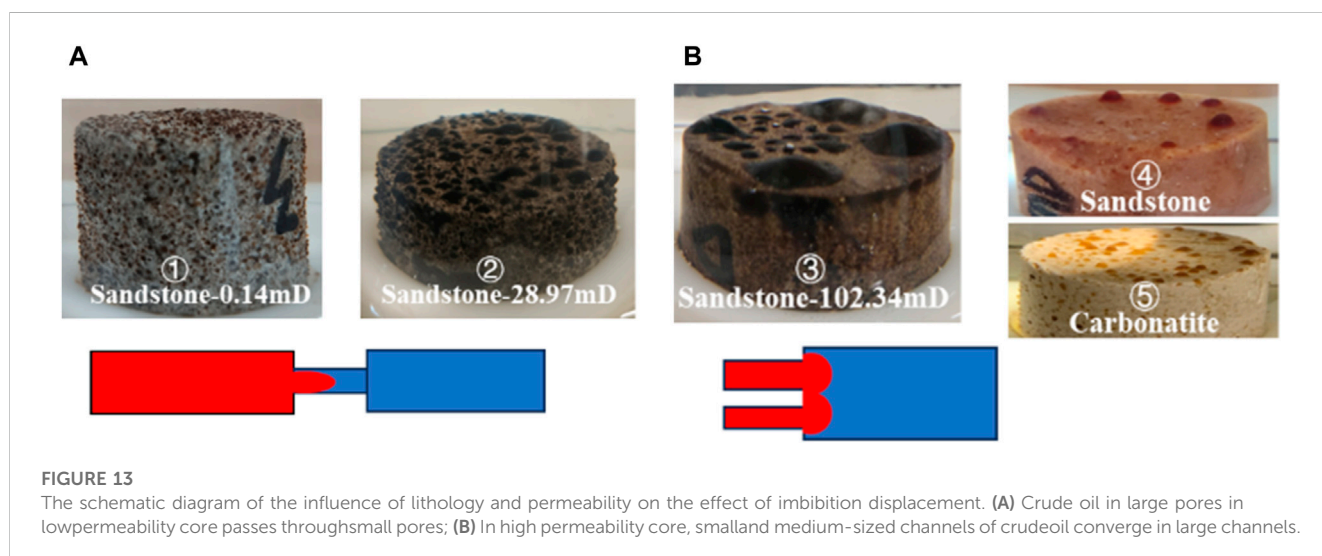 A
B
①
Sandstone-0.14mD
②
Sandstone-28.97mD
③
Sandstone-102.34mD
④
Sandstone
⑤
Carbonatite
FIGURE 13
The schematic diagram of the influence of lithology and permeability on the effect of imbibition displacement. (A) Crude oil in large pores in
lowpermeability core passes throughsmall pores; (B) In high permeability core, smalland medium-sized channels of crudeoil converge in large channels.